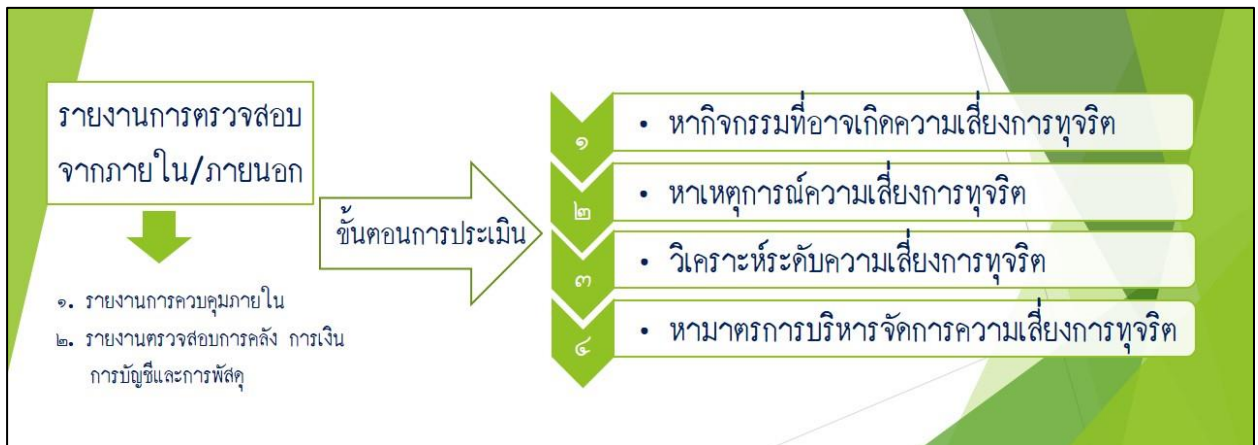 รายงานการตรวจสอบ
จากภายใน/ภายนอก
๑. รายงานการควบคุมภายใน
๒. รายงานตรวจสอบการคลัง การเงิน
การบัญชีและการพัสดุ
ขั้นตอนการประเมิน
๑
• หากิจกรรมที่อาจเกิดความเสี่ยงการทุจริต
๒
• หาเหตุการณ์ความเสี่ยงการทุจริต
๓
• วิเคราะห์ระดับความเสี่ยงการทุจริต
๔
• หามาตรการบริหารจัดการความเสี่ยงการทุจริต